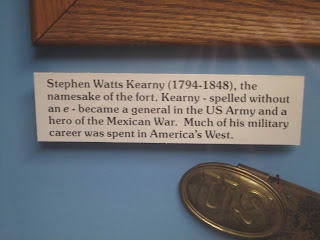 Stephen Watts Kearny (1794-1848), the
namesake of the fort. Kearny - spelled without
an e - became a general in the US Army and a
hero of the Mexican War.  Much of his military
career was spent in America's West.
US